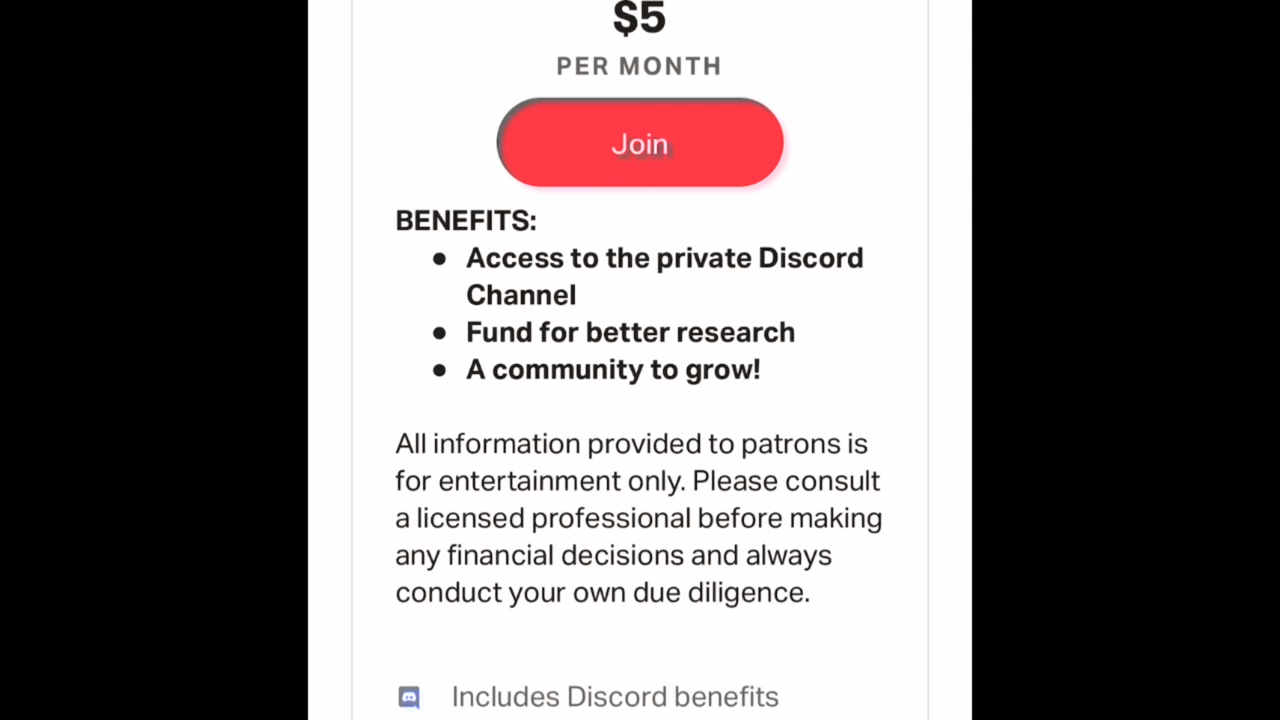 $5
PER MONTH
Join
BENEFITS:
● Access to the private Discord
Channel
● Fund for better research
● A community to grow!
All information provided to patrons is
for entertainment only. Please consult
a licensed professional before making
any financial decisions and always
conduct your own due diligence.
Includes Discord benefits